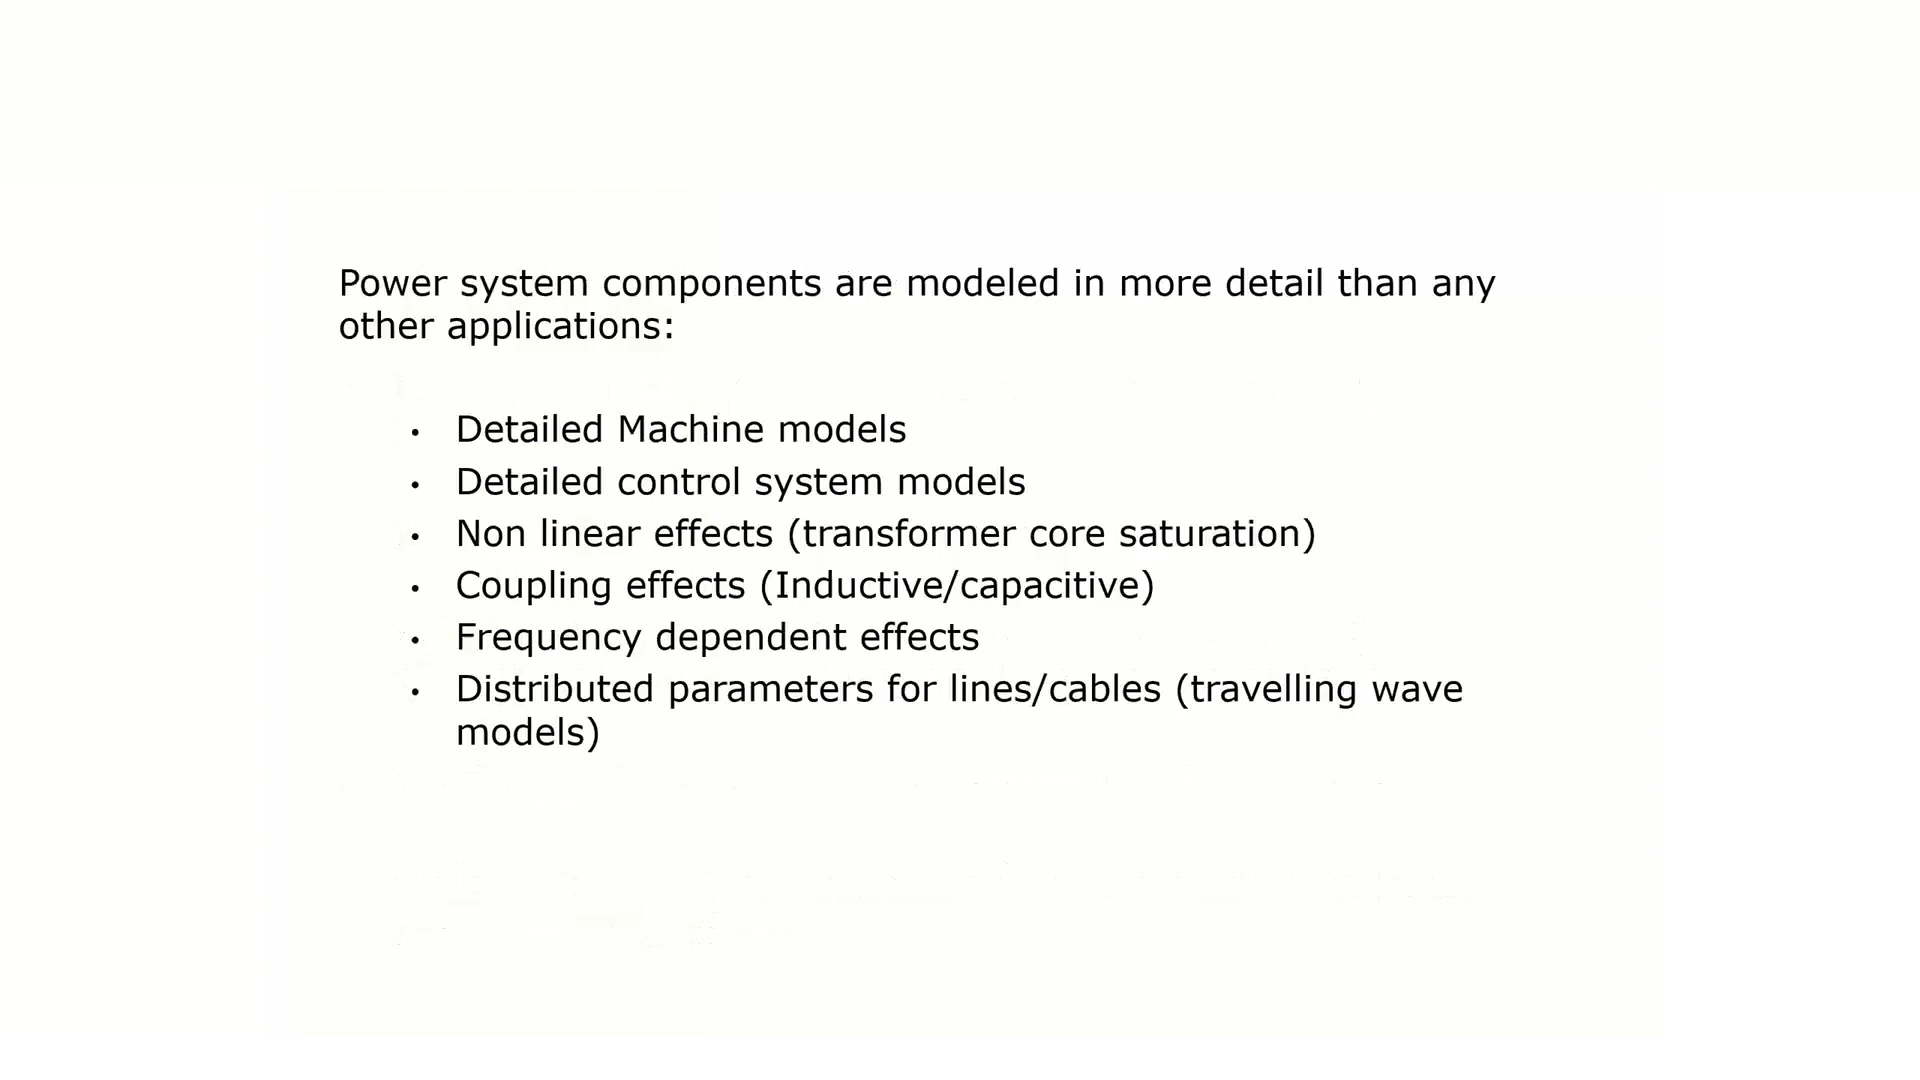 Power system components are modeled in more detail than any
other applications:
• Detailed Machine models
• Detailed control system models
• Non linear effects (transformer core saturation)
• Coupling effects (Inductive/capacitive)
• Frequency dependent effects
• Distributed parameters for lines/cables (travelling wave
models)